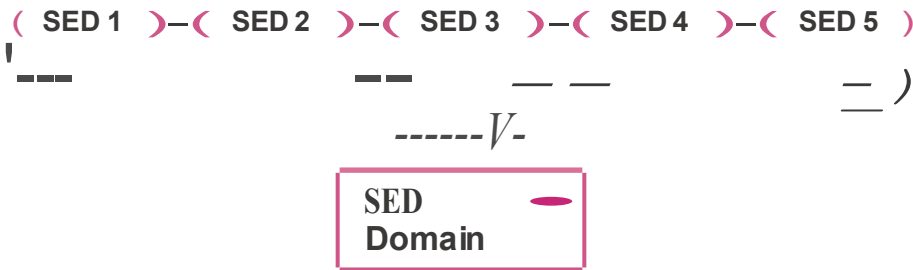 ( SED 1 )–( SED 2 )–( SED 3 )–( SED 4 )–( SED 5 )
'--- -- — — — )
------V-
SED
Domain